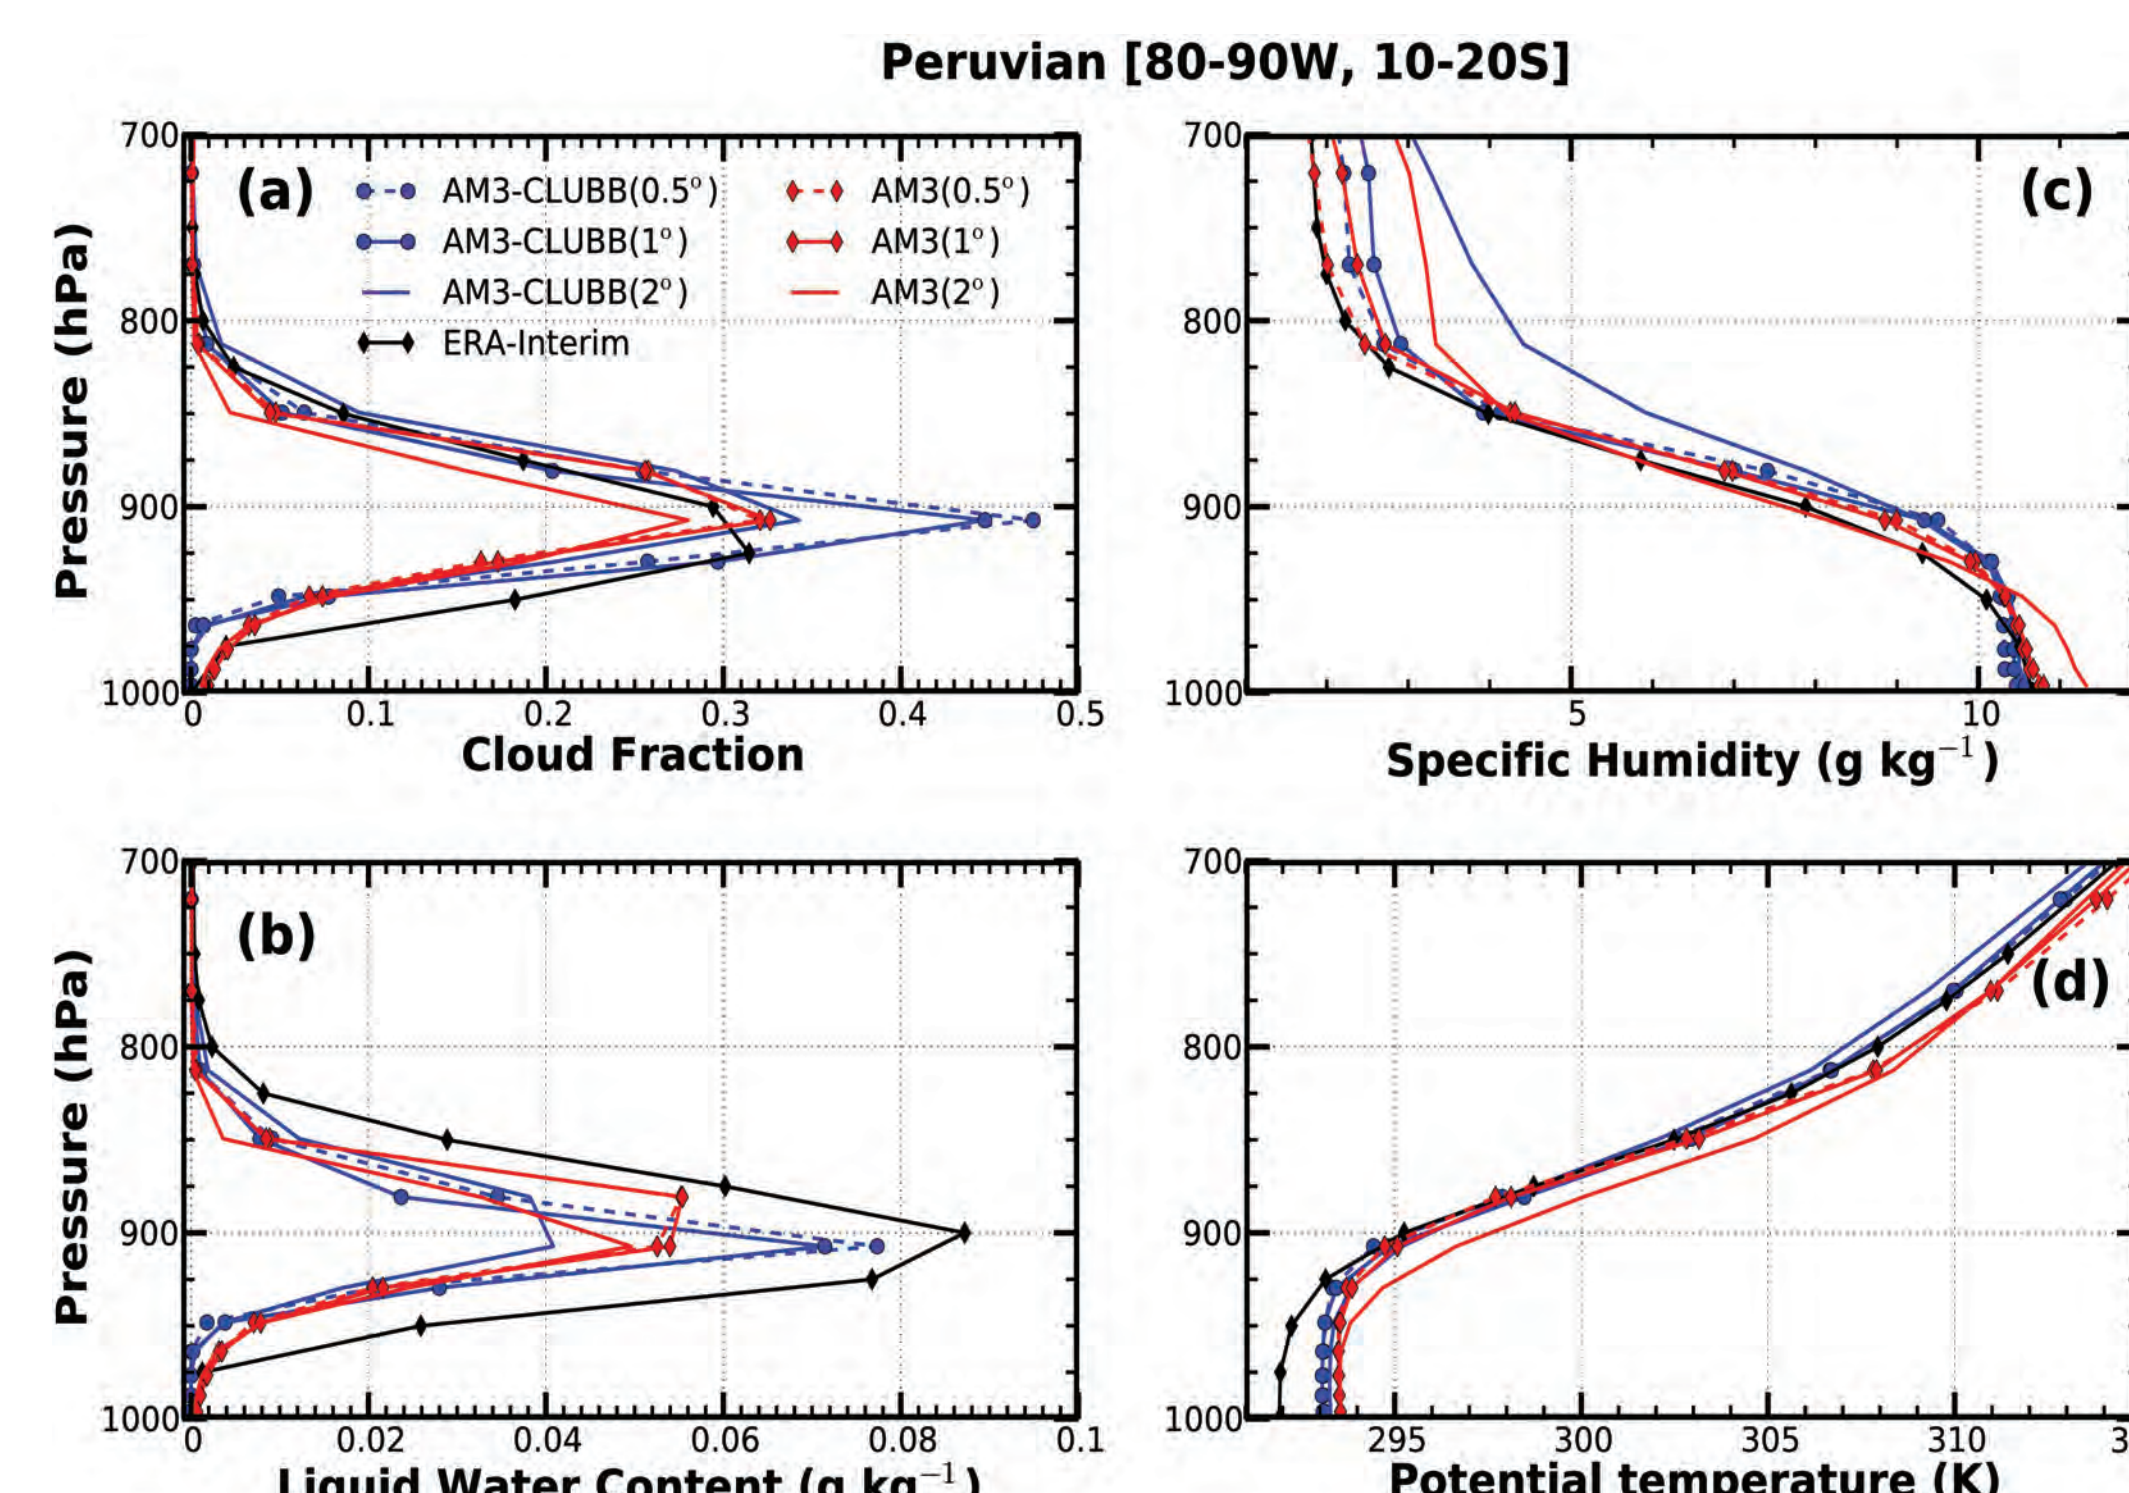 Peruvian [80-90W, 10-20S]
700
800
900
1000
Pressure (hPa)
(a)
AM3-CLUBB(0.5°)
AM3-CLUBB(1°)
AM3-CLUBB(2°)
ERA-Interim
AM3(0.5°)
AM3(1°)
AM3(2°)
0 0.1 0.2 0.3 0.4 0.5
Cloud Fraction
700
800
900
1000
(c)
5 10
Specific Humidity (g kg⁻¹)
700
800
900
1000
Pressure (hPa)
(b)
0 0.02 0.04 0.06 0.08 0.1
Liquid Water Content (g kg⁻¹)
700
800
900
1000
(d)
295 300 305 310
Potential temperature (K)